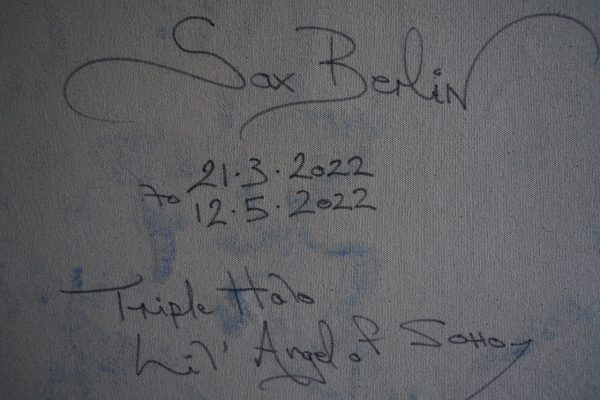 Sax Berlin
21.3.2022
to 12.5.2022
Triple Halo
Lil' Angel of SoHo